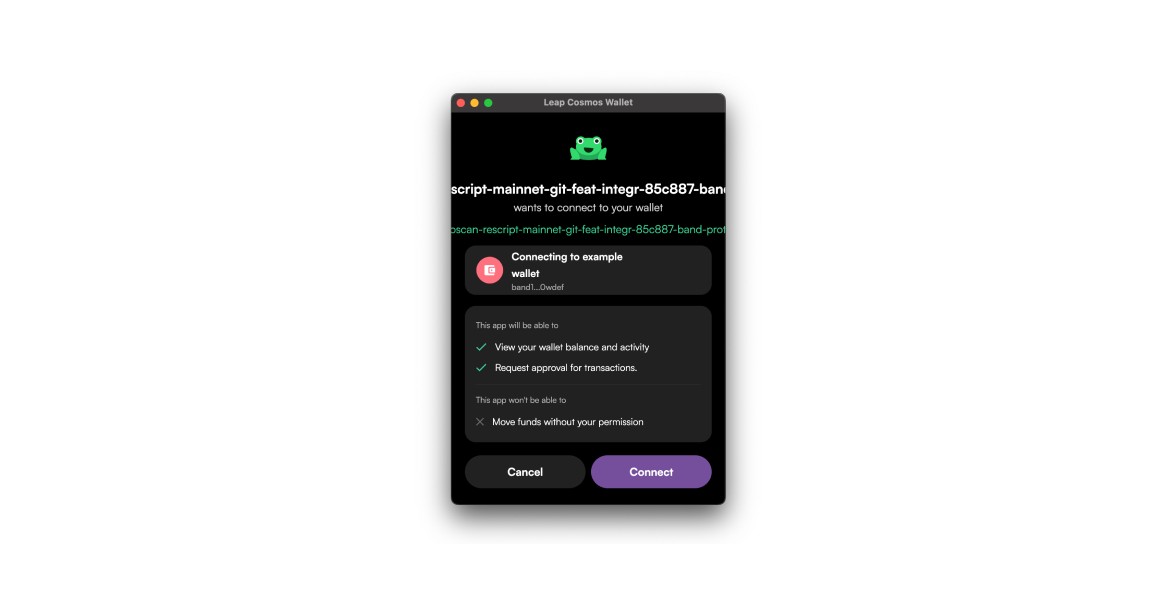 Leap Cosmos Wallet
script-mainnet-git-feat-integr-85c887-band
wants to connect to your wallet
oscan-rescript-mainnet-git-feat-integr-85c887-band-prot
Connecting to example
wallet
band1...0wdef
This app will be able to
View your wallet balance and activity
Request approval for transactions.
This app won't be able to
Move funds without your permission
Cancel
Connect